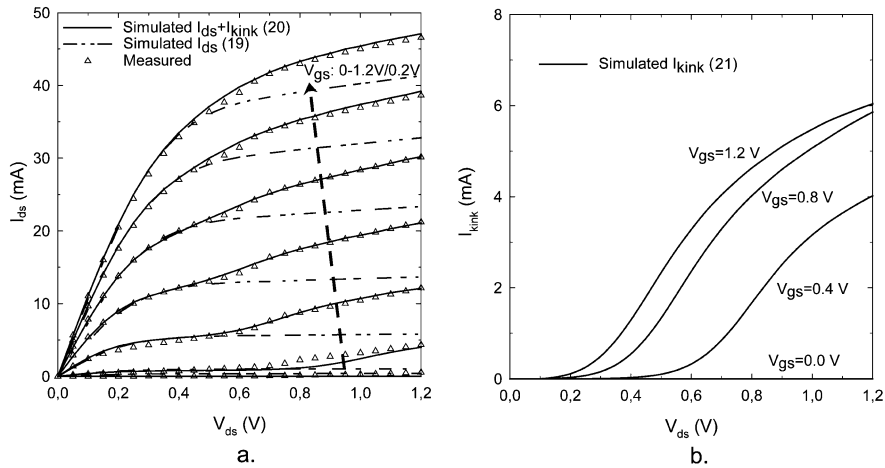 Simulated Ids+Ikink (20)
Simulated Ids (19)
Measured
Vgs: 0-1.2V/0.2V
50
40
30
20
10
0
Ids (mA)
0,0 0,2 0,4 0,6 0,8 1,0 1,2
Vds (V)
a.
Simulated Ikink (21)
Vgs=1.2 V
Vgs=0.8 V
Vgs=0.4 V
Vgs=0.0 V
8
6
4
2
0
Ikink (mA)
0,0 0,2 0,4 0,6 0,8 1,0 1,2
Vds (V)
b.